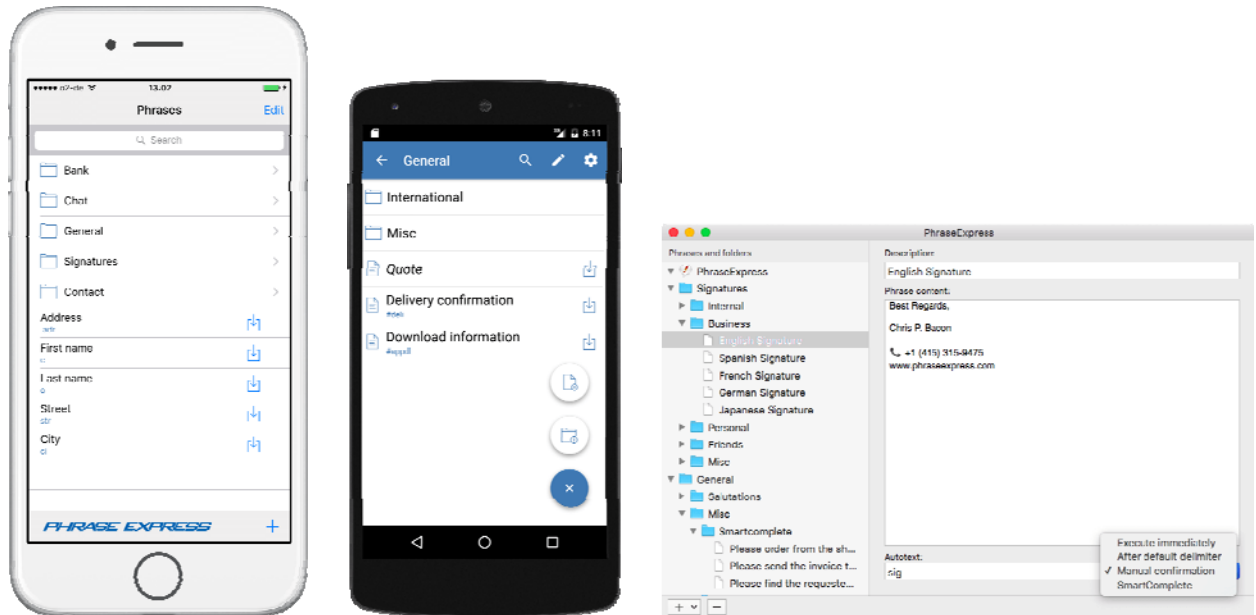 13.07
Phrases
Edit
Search
Bank
Chat
General
Signatures
Contact
Address
First name
Last name
Street
str
City
ci
PHRASE EXPRESS
+
8:11
General
International
Misc
Quote
Delivery confirmation
Download information
PhraseExpress
Phrases and folders
PhraseExpress
Signatures
Internal
Business
English Signature
Spanish Signature
French Signature
German Signature
Japanese Signature
Personal
Friends
Misc
General
Salutations
Misc
Smartcomplete
Please order from the sh...
Please send the invoice t...
Please find the requeste...
Description:
English Signature
Phrase content:
Best Regards,
Chris P. Bacon
+1 (415) 315-9475
www.phraseexpress.com
Autotext:
sig
Execute immediately
After default delimiter
✓ Manual confirmation
SmartComplete